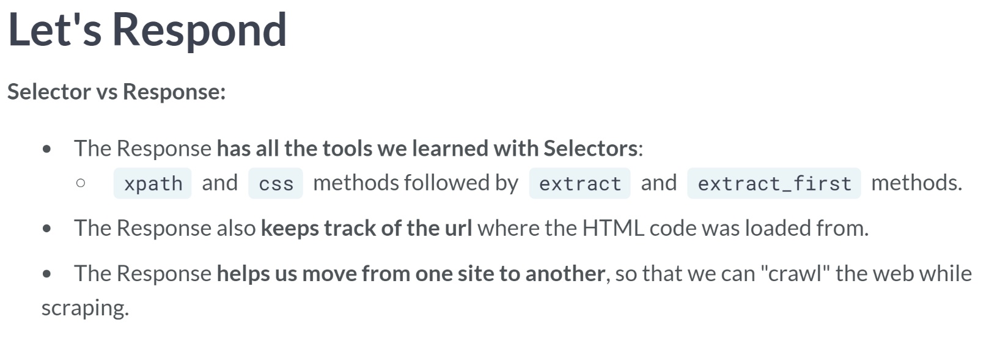 Let's Respond
Selector vs Response:
• The Response has all the tools we learned with Selectors:
○ xpath and css methods followed by extract and extract_first methods.
• The Response also keeps track of the url where the HTML code was loaded from.
• The Response helps us move from one site to another, so that we can "crawl" the web while
scraping.